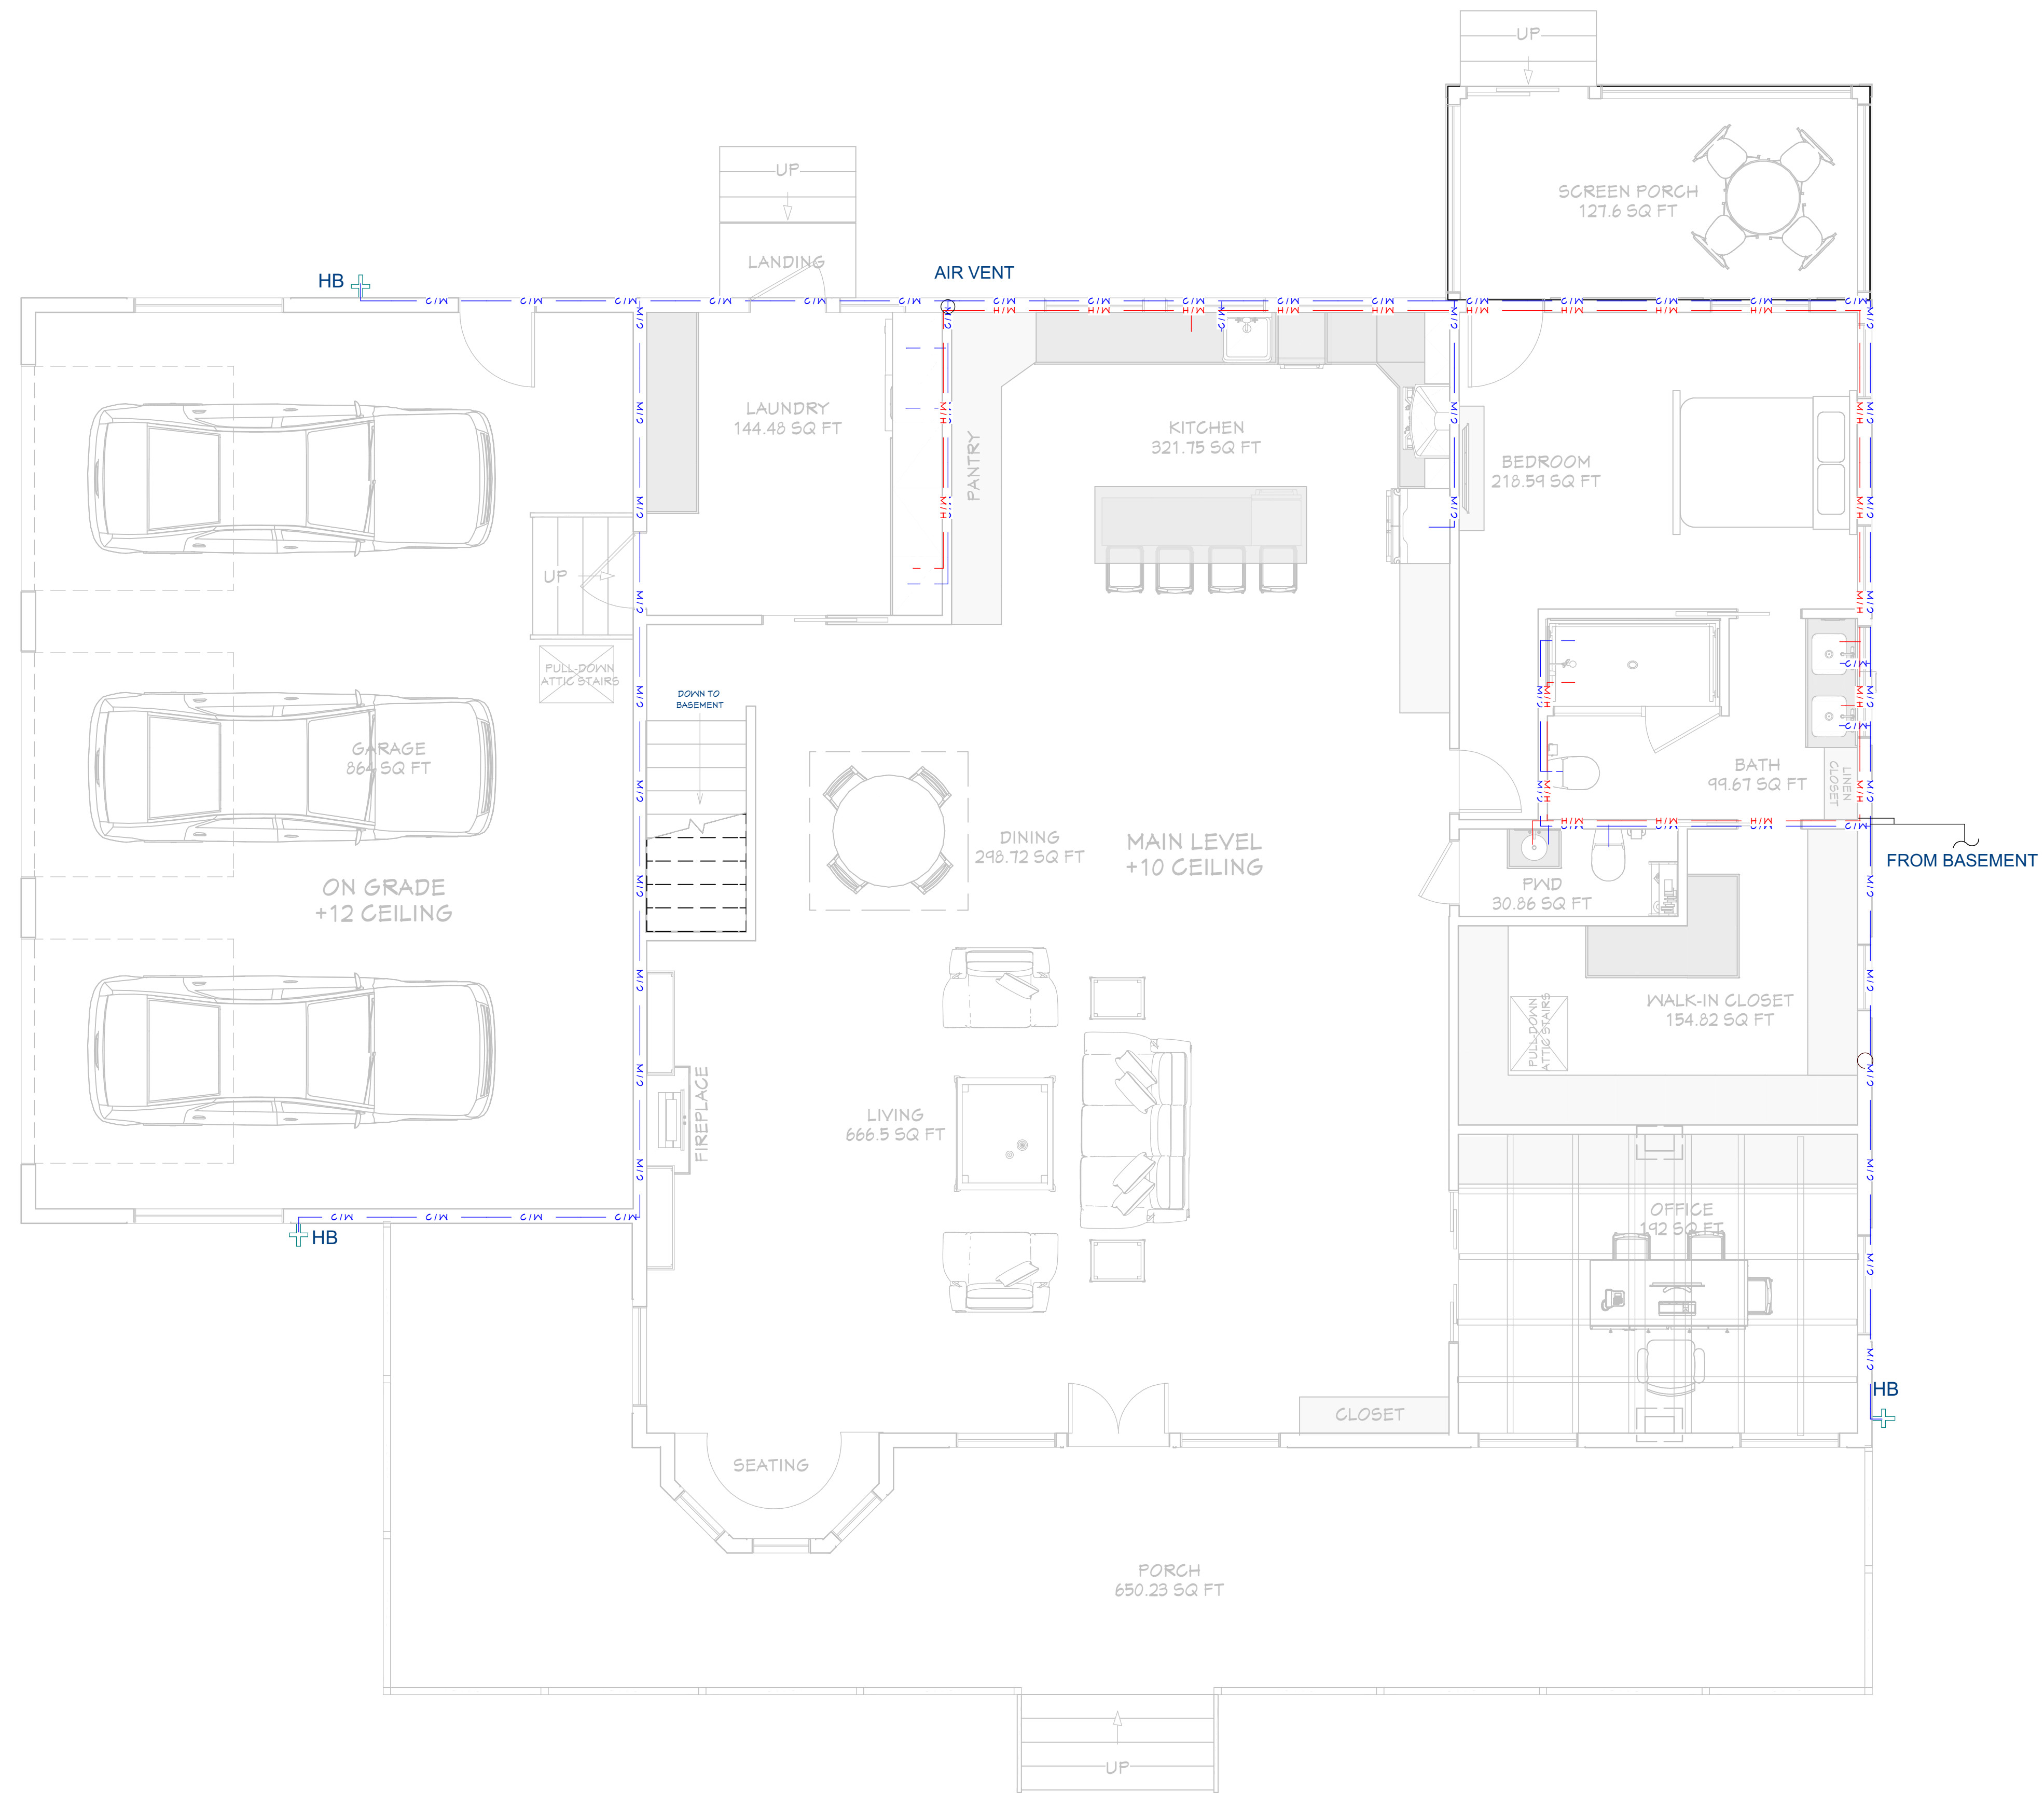 UP
SCREEN PORCH
127.6 SQ FT
UP
LANDING
AIR VENT
HB
LAUNDRY
144.48 SQ FT
PANTRY
KITCHEN
321.75 SQ FT
BEDROOM
218.59 SQ FT
UP
PULL-DOWN
ATTIC STAIRS
DOWN TO
BASEMENT
GARAGE
864 SQ FT
BATH
99.67 SQ FT
LINEN
CLOSET
DINING
298.72 SQ FT
MAIN LEVEL
+10 CEILING
FROM BASEMENT
ON GRADE
+12 CEILING
PWD
30.86 SQ FT
WALK-IN CLOSET
154.82 SQ FT
PULL-DOWN
ATTIC STAIRS
FIREPLACE
LIVING
666.5 SQ FT
OFFICE
192 SQ FT
HB
HB
CLOSET
SEATING
PORCH
650.23 SQ FT
UP